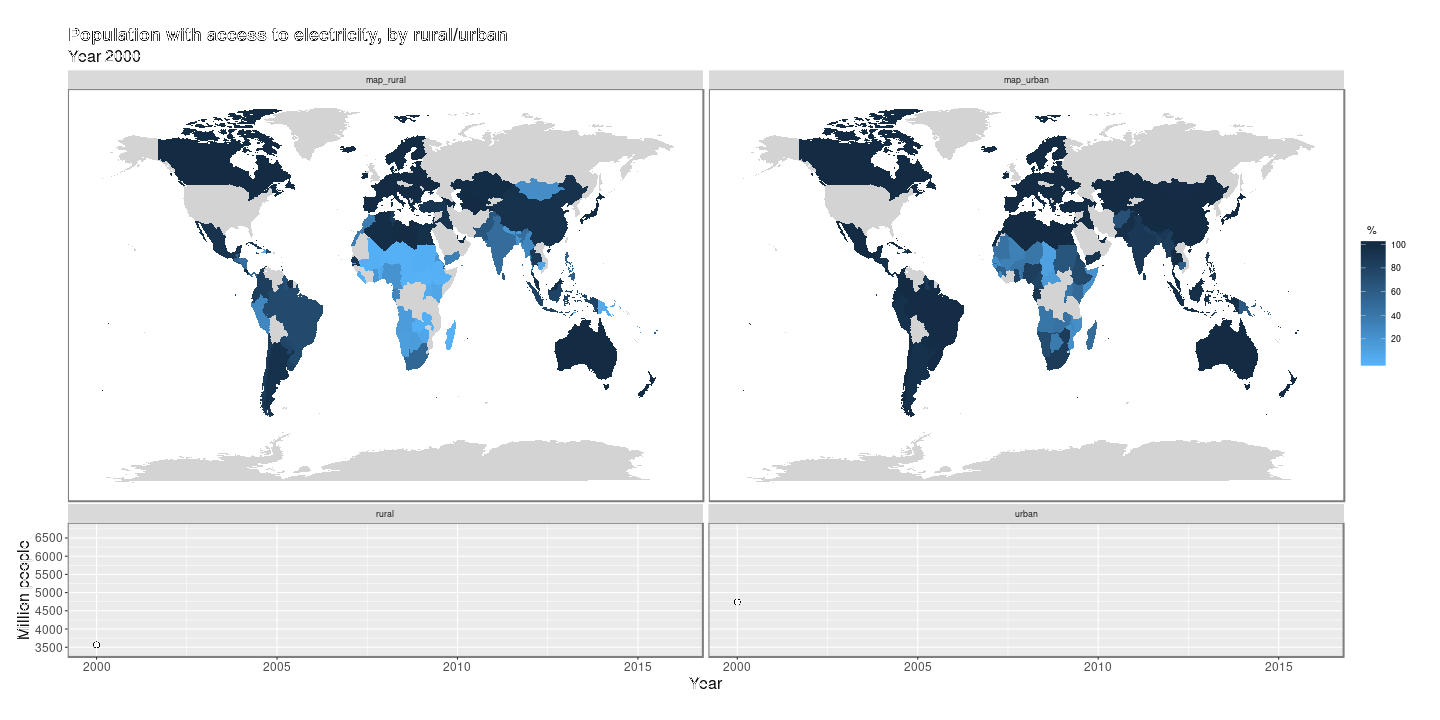 Population with access to electricity, by rural/urban
Year 2000
map_rural
map_urban
%
100
80
60
40
20
rural
urban
Million people
6500
6000
5500
5000
4500
4000
3500
2000
2005
2010
2015
2000
2005
2010
2015
Year